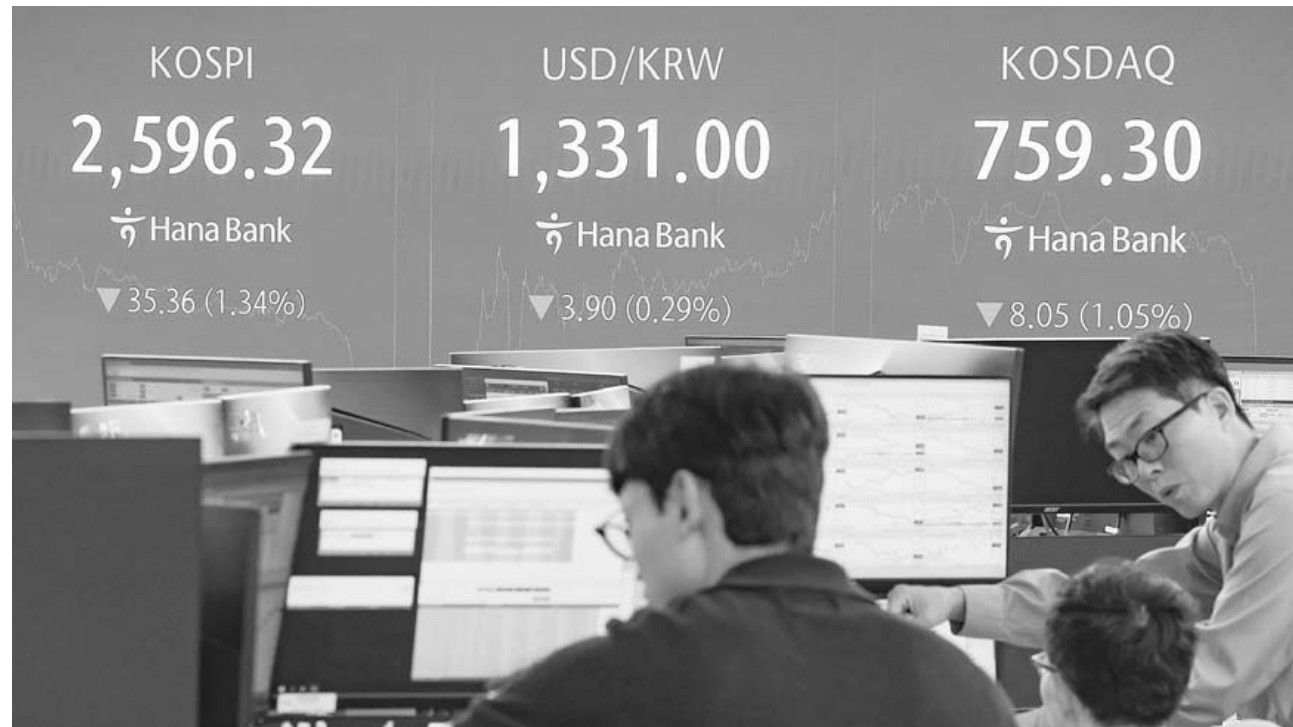 KOSPI
2,596.32
Hana Bank
▼35.36 (1.34%)
USD/KRW
1,331.00
Hana Bank
▼3.90 (0.29%)
KOSDAQ
759.30
Hana Bank
▼8.05 (1.05%)
acer